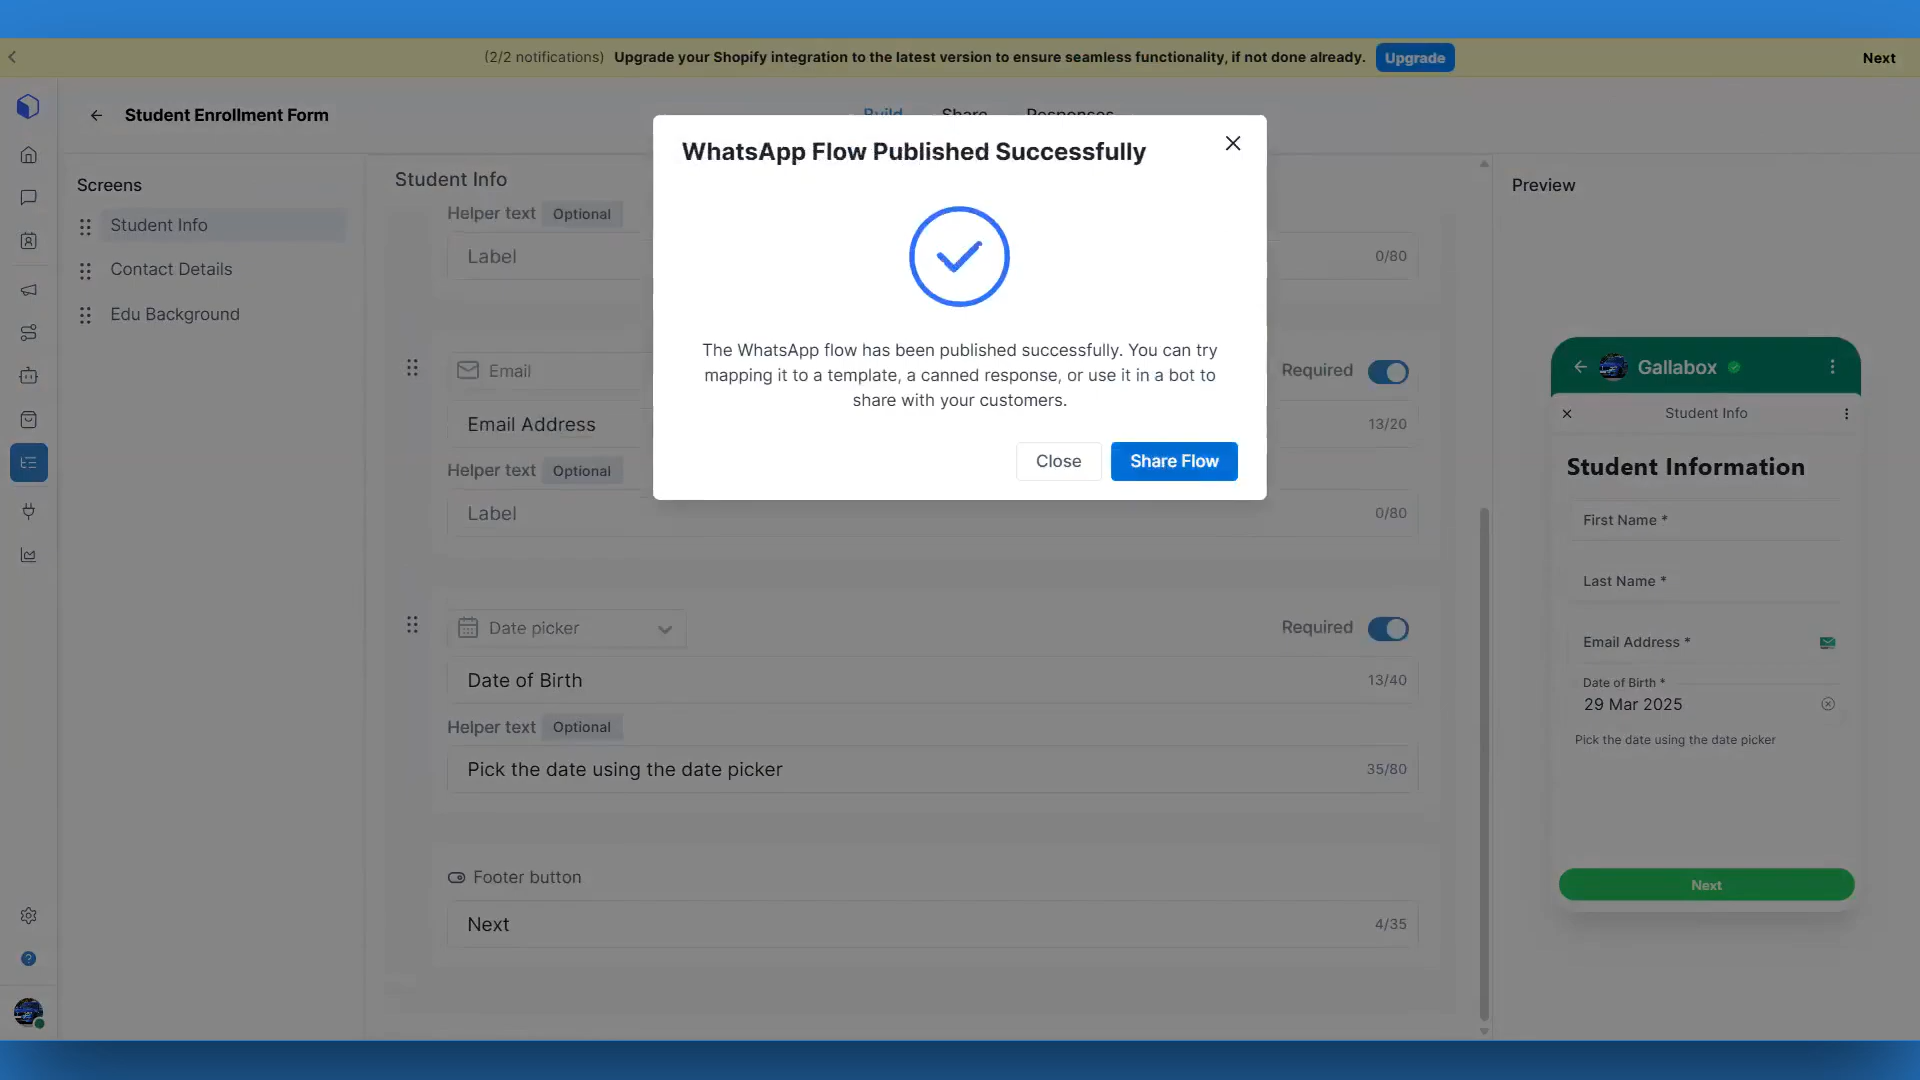 (2/2 notifications) Upgrade your Shopify integration to the latest version to ensure seamless functionality, if not done already. Upgrade
Next
Student Enrollment Form
Build Share Responses
Screens
Student Info
Contact Details
Edu Background
Student Info
Helper text Optional
Label 0/80
Email Required
Email Address 13/20
Helper text Optional
Label 0/80
Date picker Required
Date of Birth 13/40
Helper text Optional
Pick the date using the date picker 35/80
Footer button
Next 4/35
WhatsApp Flow Published Successfully
The WhatsApp flow has been published successfully. You can try
mapping it to a template, a canned response, or use it in a bot to
share with your customers.
Close Share Flow
Preview
Gallabox
Student Info
Student Information
First Name *
Last Name *
Email Address *
Date of Birth *
29 Mar 2025
Pick the date using the date picker
Next